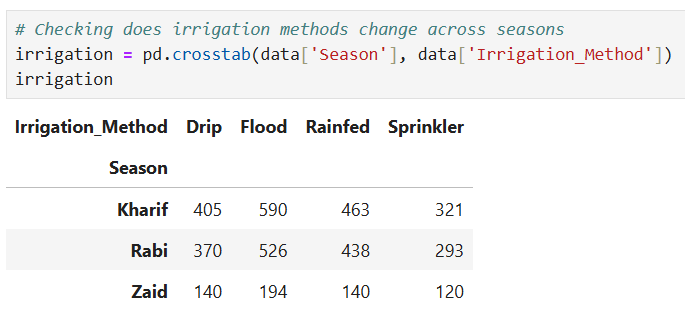 # Checking does irrigation methods change across seasons
irrigation = pd.crosstab(data['Season'], data['Irrigation_Method'])
irrigation
Irrigation_Method Drip Flood Rainfed Sprinkler
Season
Kharif 405 590 463 321
Rabi 370 526 438 293
Zaid 140 194 140 120